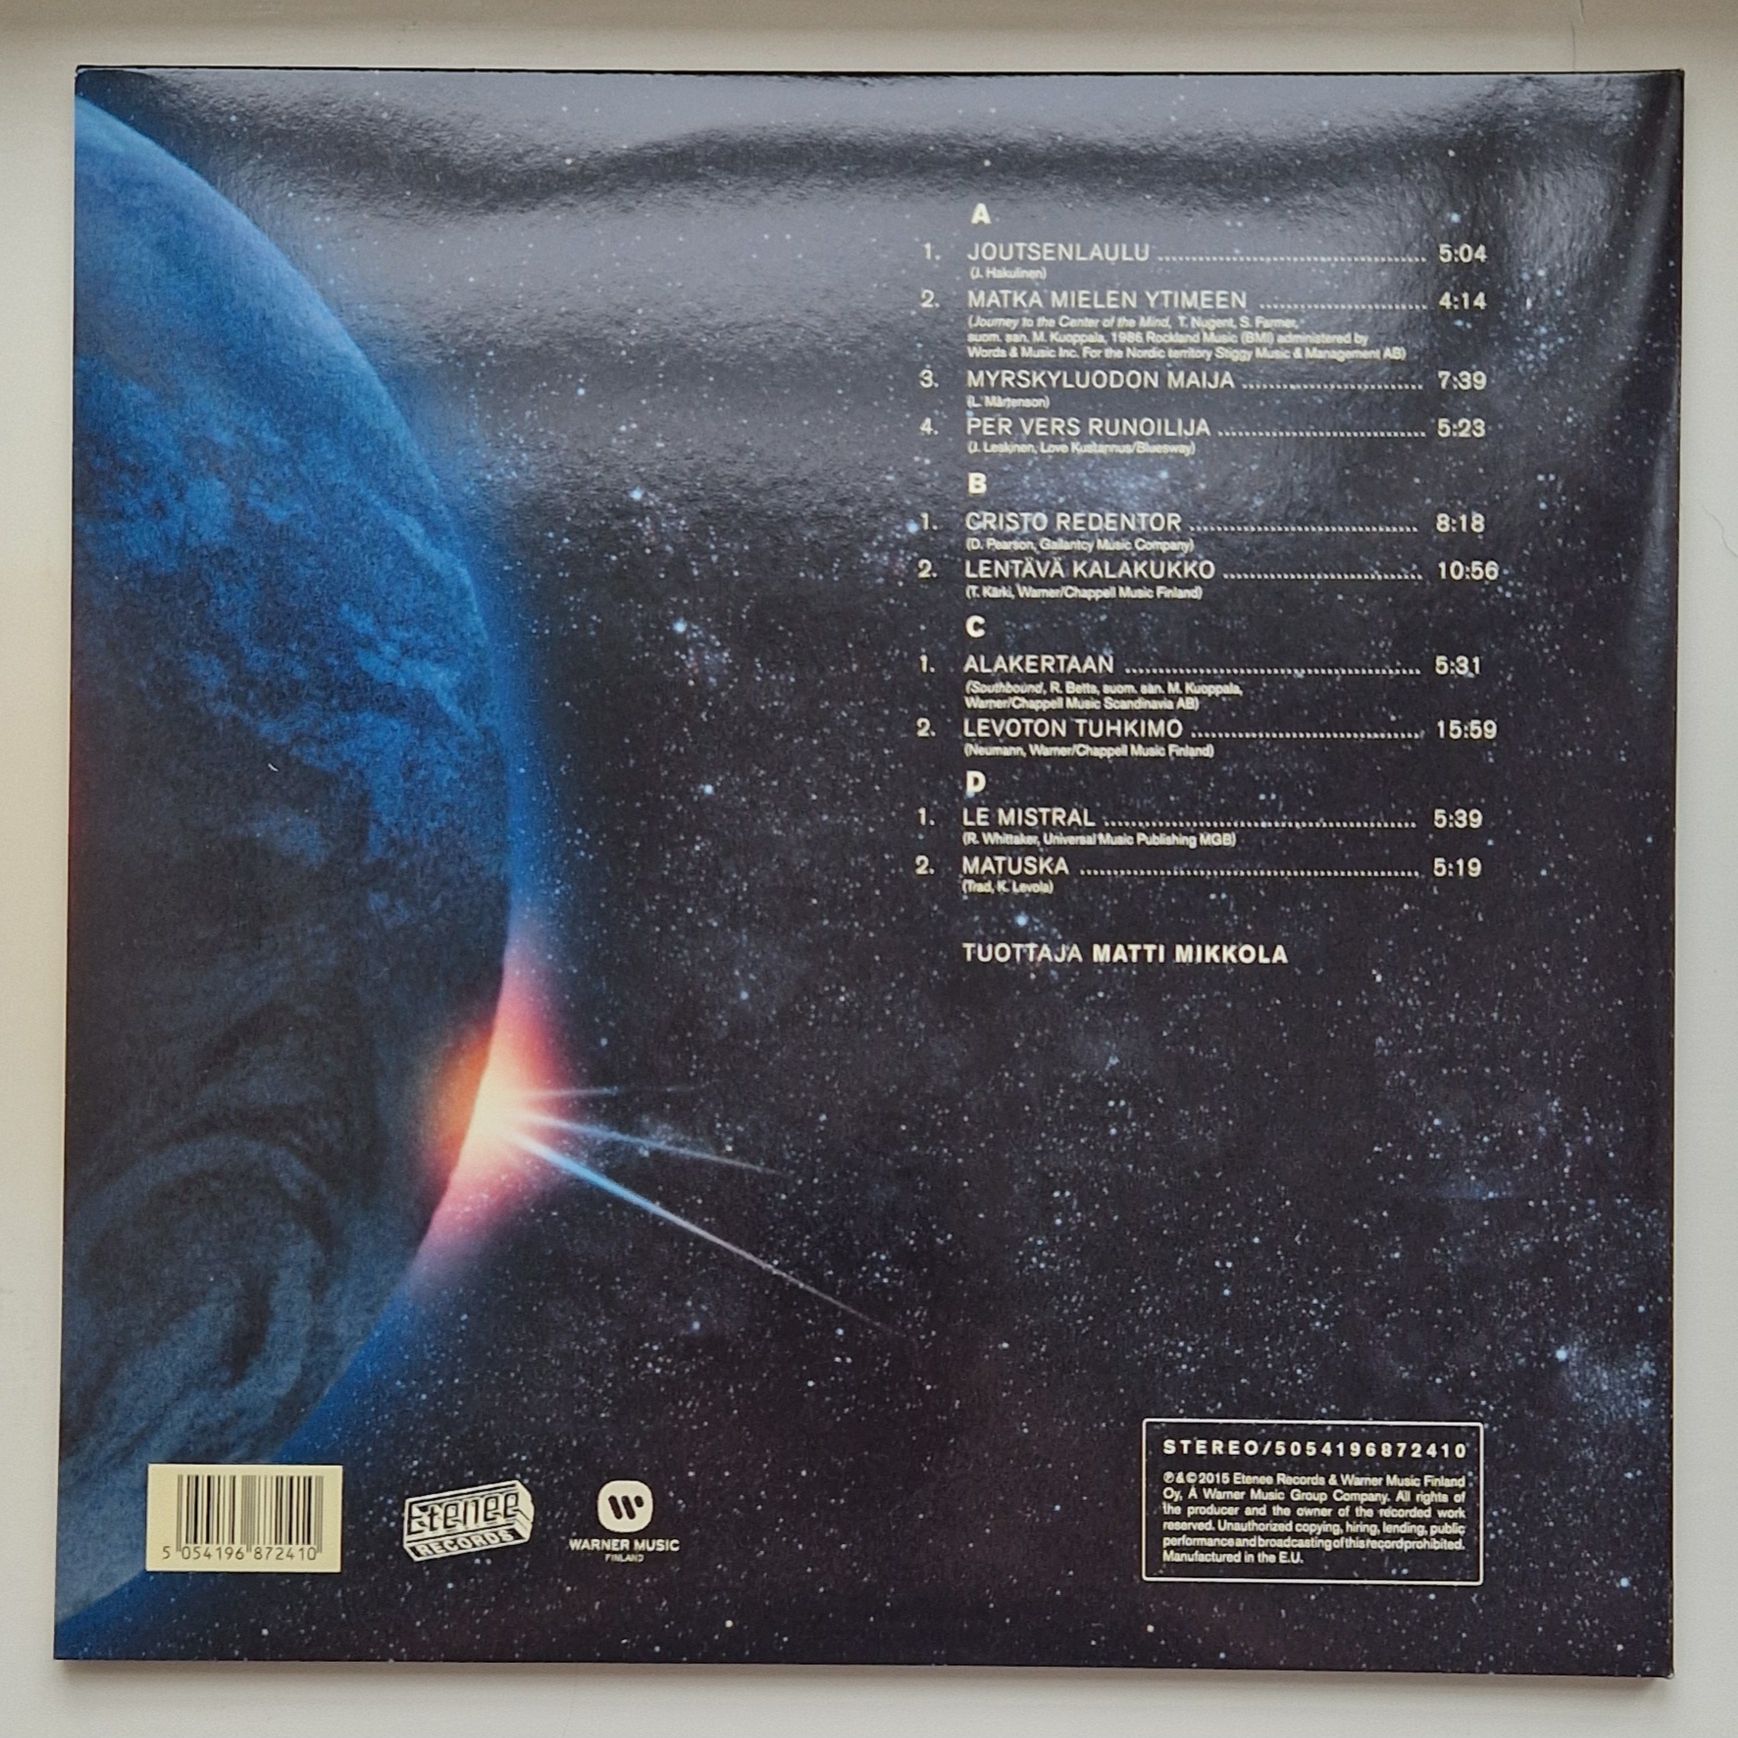 A
1. JOUTSENLAULU 5:04
(J. Hakulinen)
2. MATKA MIELEN YTIMEEN 4:14
(Journey to the Center of the Mind, T. Nugent, S. Farmer,
suom. san. M. Kuoppala, 1986 Rockland Music (BMI) administered by
Words & Music Inc. For the Nordic territory Stiggy Music & Management AB)
3. MYRSKYLUODON MAIJA 7:39
(L. Mårtenson)
4. PER VERS RUNOILIJA 5:23
(J. Leskinen, Love Kustannus/Bluesway)
B
1. CRISTO REDENTOR 8:18
(D. Pearson, Gailantcy Music Company)
2. LENTÄVÄ KALAKUKKO 10:56
(T. Kärki, Warner/Chappell Music Finland)
C
1. ALAKERTAAN 5:31
(Southbound, R. Betts, suom. san. M. Kuoppala,
Warner/Chappell Music Scandinavia AB)
2. LEVOTON TUHKIMO 15:59
(Neumann, Warner/Chappell Music Finland)
D
1. LE MISTRAL 5:39
(R. Whittaker, Universal Music Publishing MGB)
2. MATUSKA 5:19
(Trad, K. Levola)
TUOTTAJA MATTI MIKKOLA
STEREO/5054196872410
℗&©2015 Etenee Records & Warner Music Finland
Oy, A Warner Music Group Company. All rights of
the producer and the owner of the recorded work
reserved. Unauthorized copying, hiring, lending, public
performance and broadcasting of this record prohibited.
Manufactured in the E.U.
5 054196 872410
Etenee
RECORDS
WARNER MUSIC
FINLAND